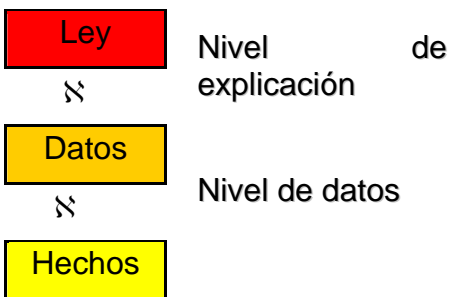 Ley
Nivel de
explicación
ℵ
Datos
Nivel de datos
ℵ
Hechos